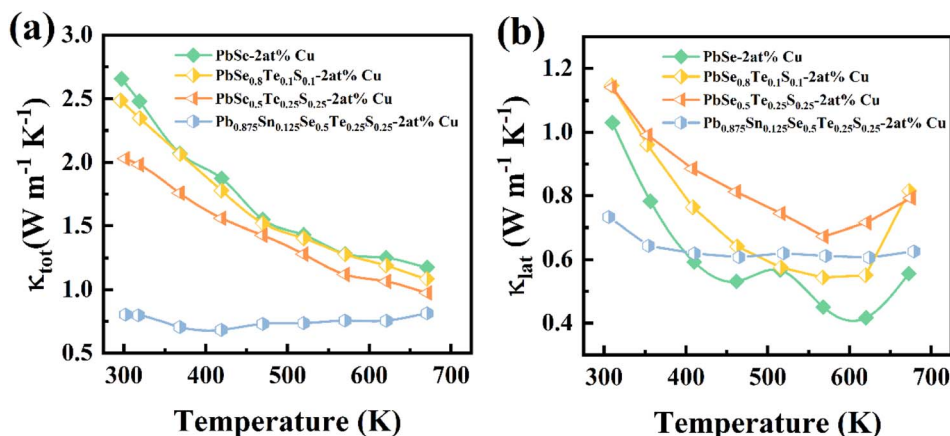 (a)
κtot(W m-1 K-1)
3.0
2.5
2.0
1.5
1.0
0.5
300 400 500 600 700
Temperature (K)
PbSe-2at% Cu
PbSe0.8Te0.1S0.1-2at% Cu
PbSe0.5Te0.25S0.25-2at% Cu
Pb0.875Sn0.125Se0.5Te0.25S0.25-2at% Cu
(b)
κlat (W m-1 K-1)
1.2
1.0
0.8
0.6
0.4
300 400 500 600 700
Temperature (K)
PbSe-2at% Cu
PbSe0.8Te0.1S0.1-2at% Cu
PbSe0.5Te0.25S0.25-2at% Cu
Pb0.875Sn0.125Se0.5Te0.25S0.25-2at% Cu